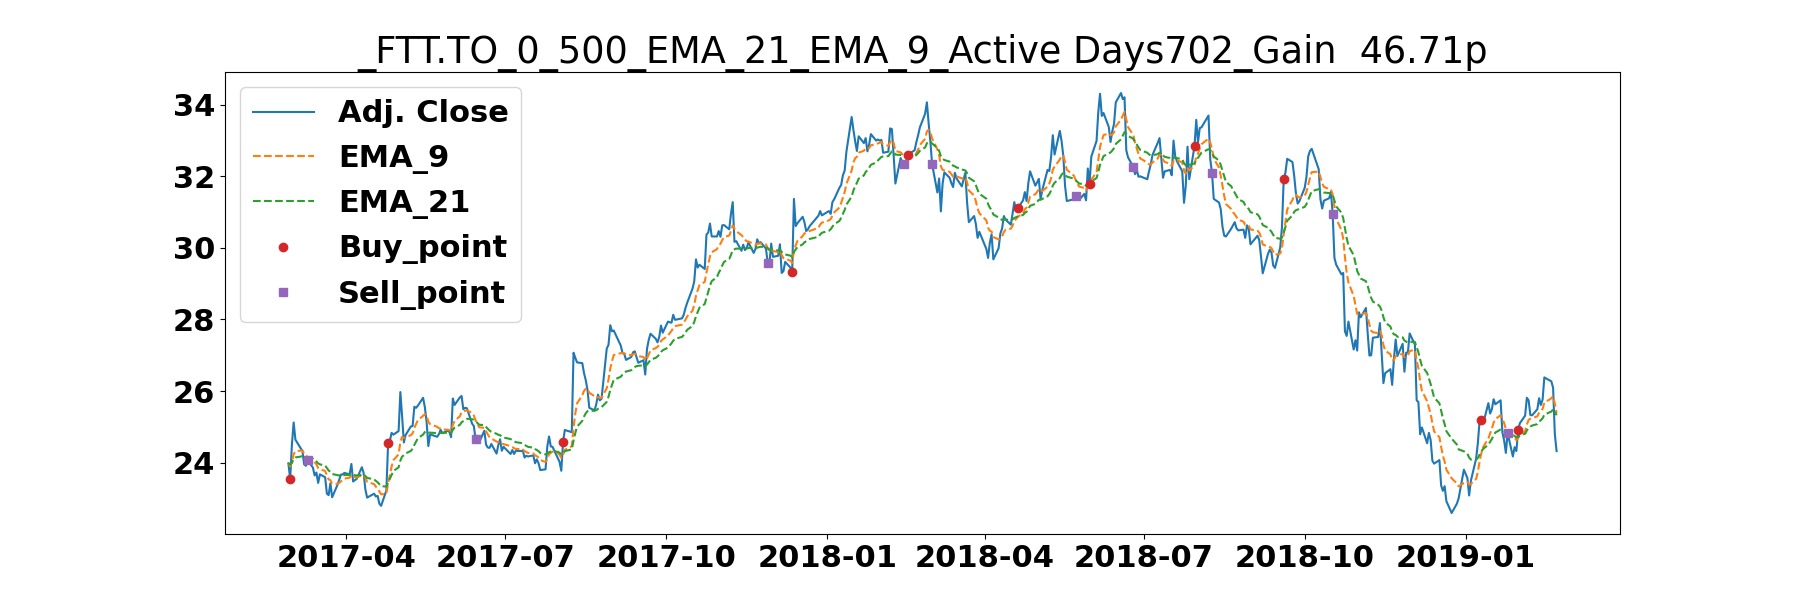 _FTT.TO_0_500_EMA_21_EMA_9_Active Days702_Gain  46.71p
34
32
30
28
26
24
Adj. Close
EMA_9
EMA_21
Buy_point
Sell_point
2017-04 2017-07 2017-10 2018-01 2018-04 2018-07 2018-10 2019-01